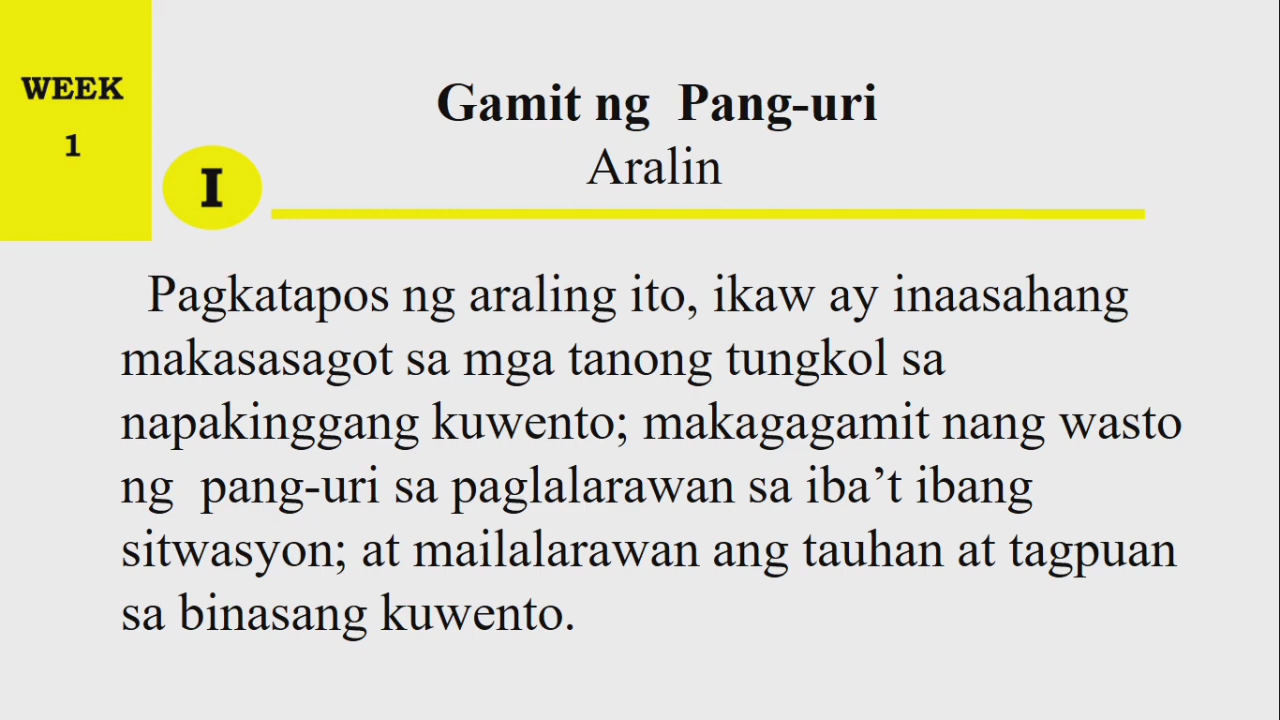 WEEK
1
I
Gamit ng Pang-uri
Aralin
Pagkatapos ng araling ito, ikaw ay inaasahang
makasasagot sa mga tanong tungkol sa
napakinggang kuwento; makagagamit nang wasto
ng pang-uri sa paglalarawan sa iba’t ibang
sitwasyon; at mailalarawan ang tauhan at tagpuan
sa binasang kuwento.